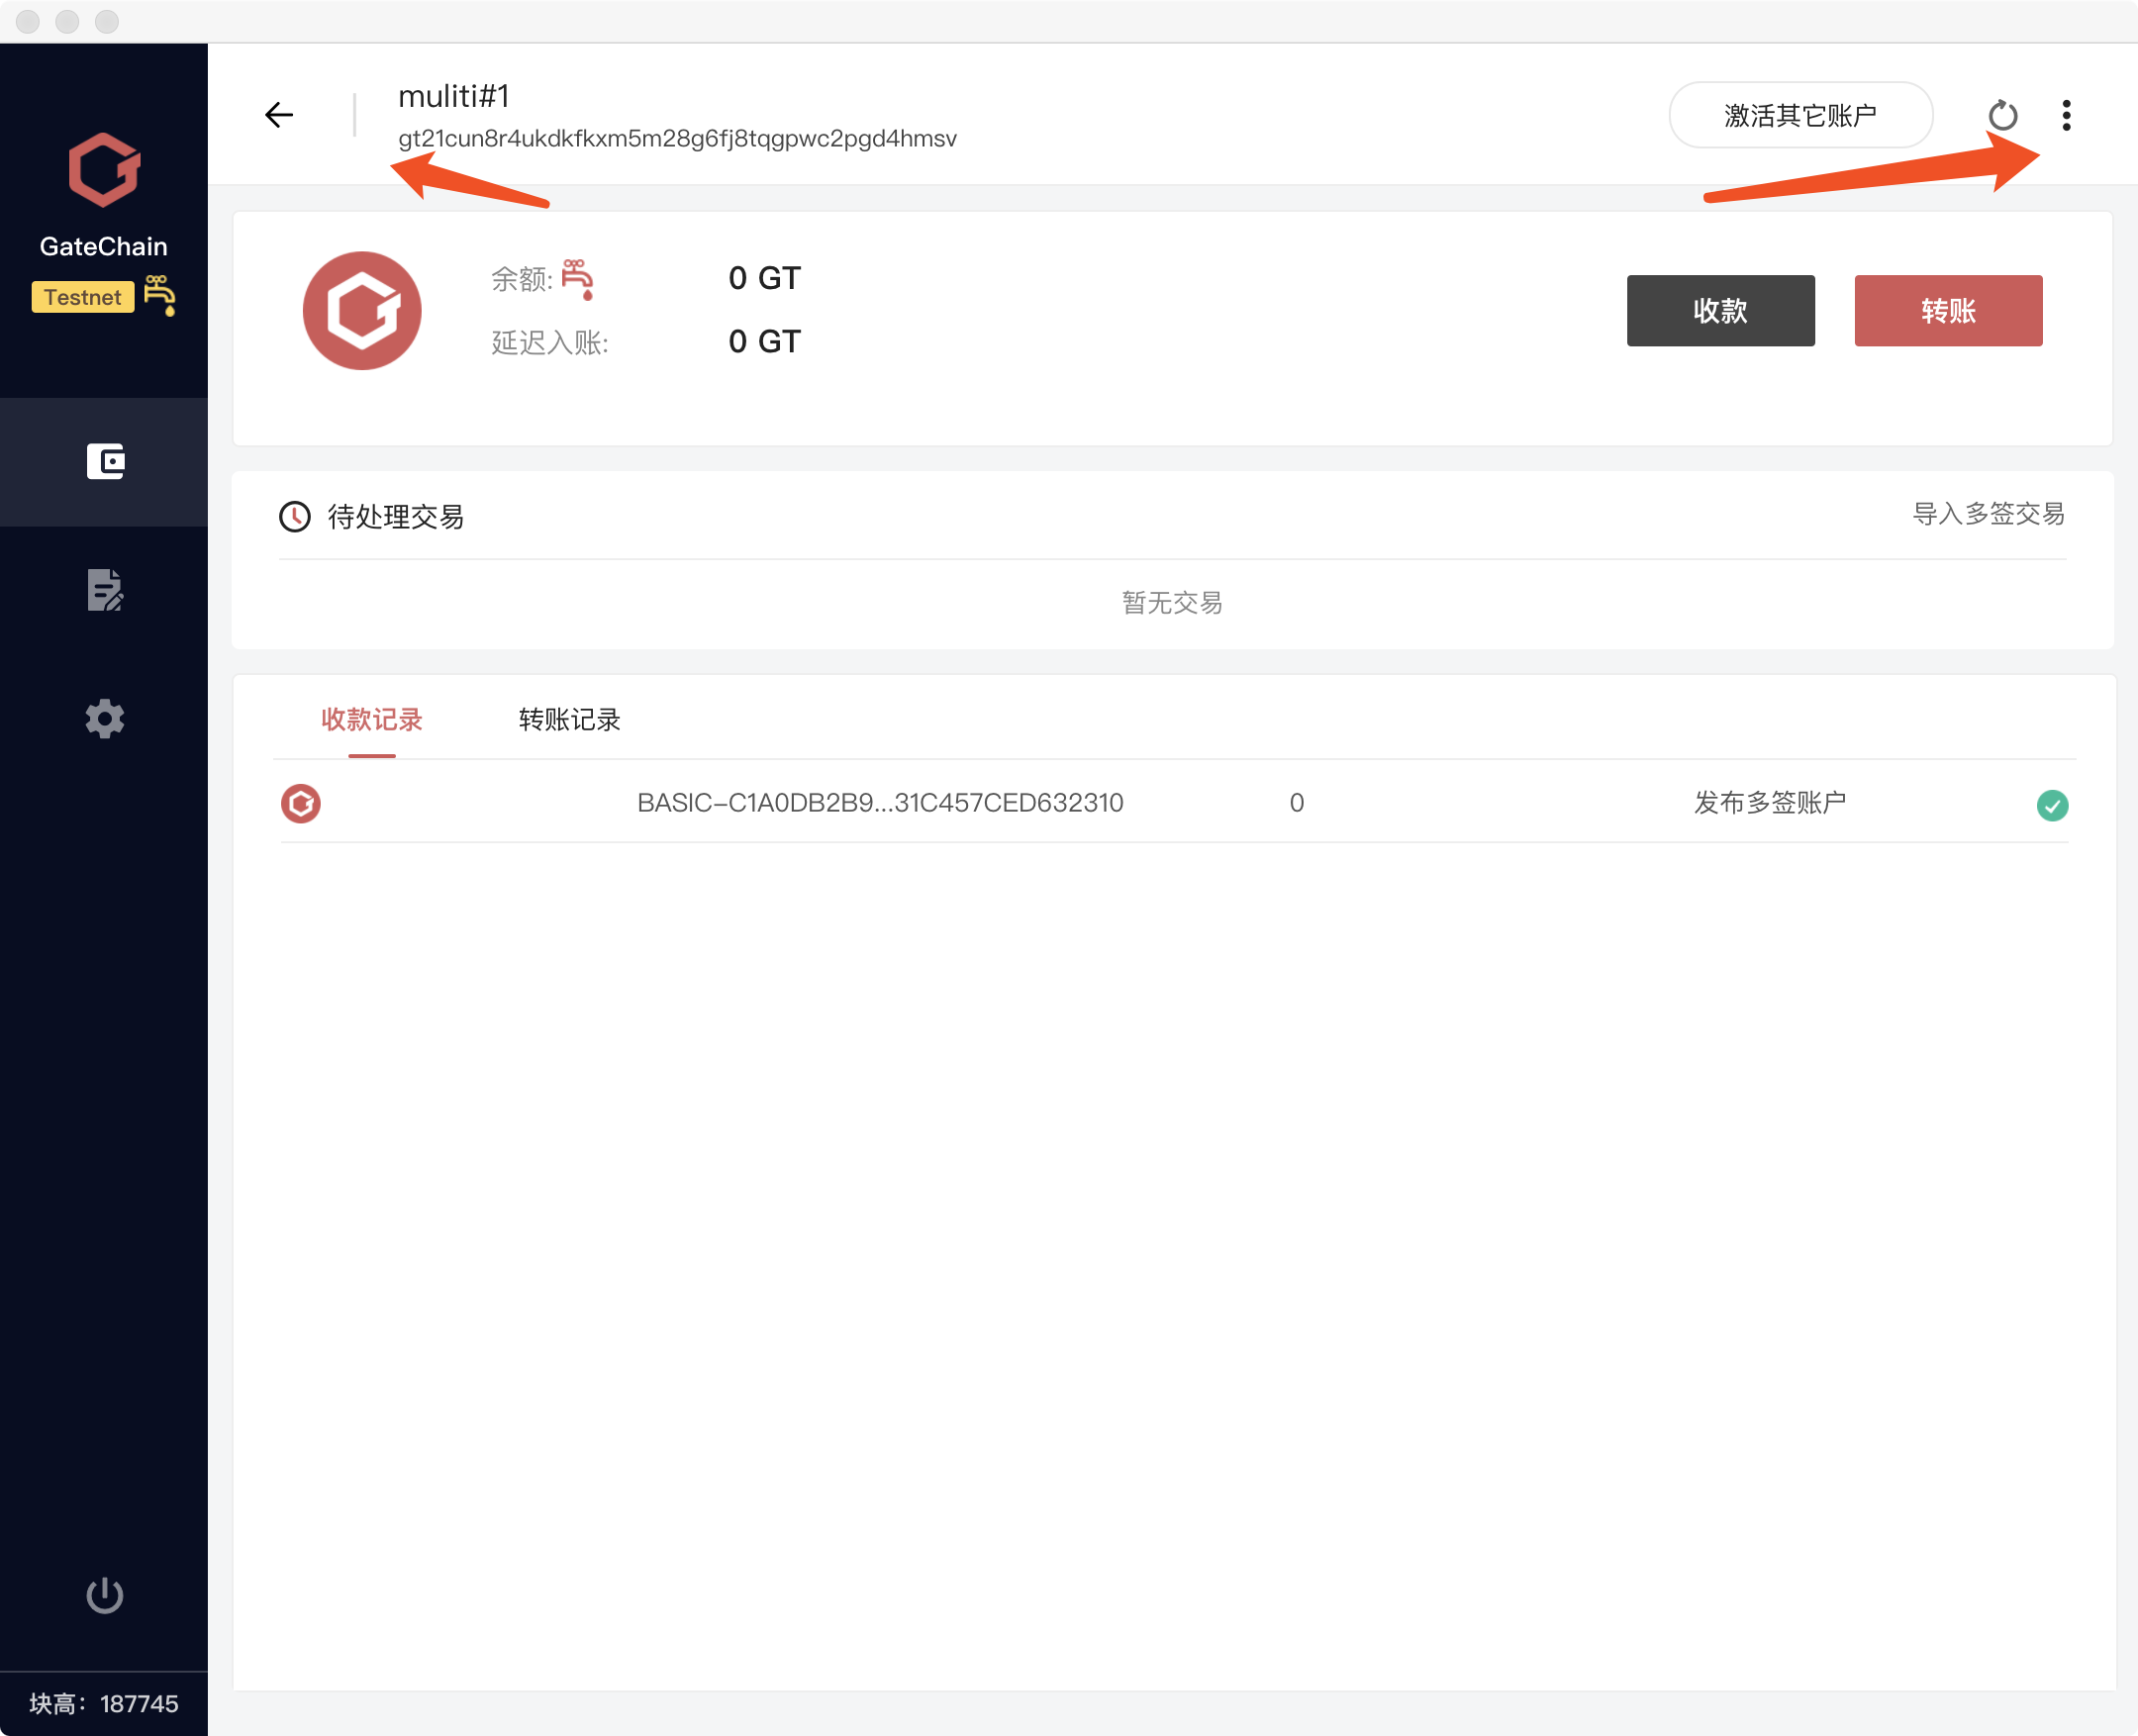 muliti#1
gt21cun8r4ukdkfkxm5m28g6fj8tqgpwc2pgd4hmsv
激活其它账户
GateChain
Testnet
余额:
0 GT
延迟入账:
0 GT
收款
转账
待处理交易
导入多签交易
暂无交易
收款记录
转账记录
BASIC-C1A0DB2B9...31C457CED632310
0
发布多签账户
块高：187745